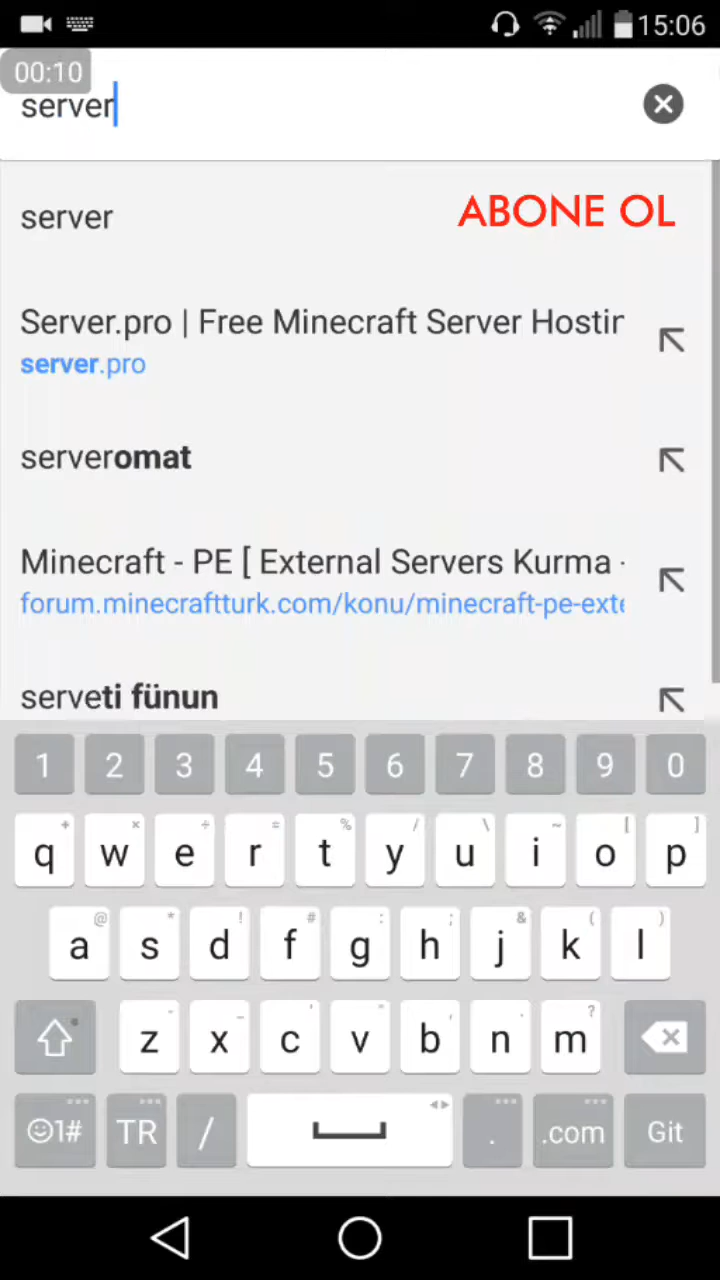 15:06
00:10
server
server
ABONE OL
Server.pro | Free Minecraft Server Hostin
server.pro
serveromat
Minecraft - PE [ External Servers Kurma -
forum.minecraftturk.com/konu/minecraft-pe-exte
serveti fünun
1 2 3 4 5 6 7 8 9 0
+ × ÷ = % / \ ~ [ ]
q w e r t y u i o p
@ * ! # : ; & ( )
a s d f g h j k l
- _ ' " , . ?
z x c v b n m
1# TR / . .com Git